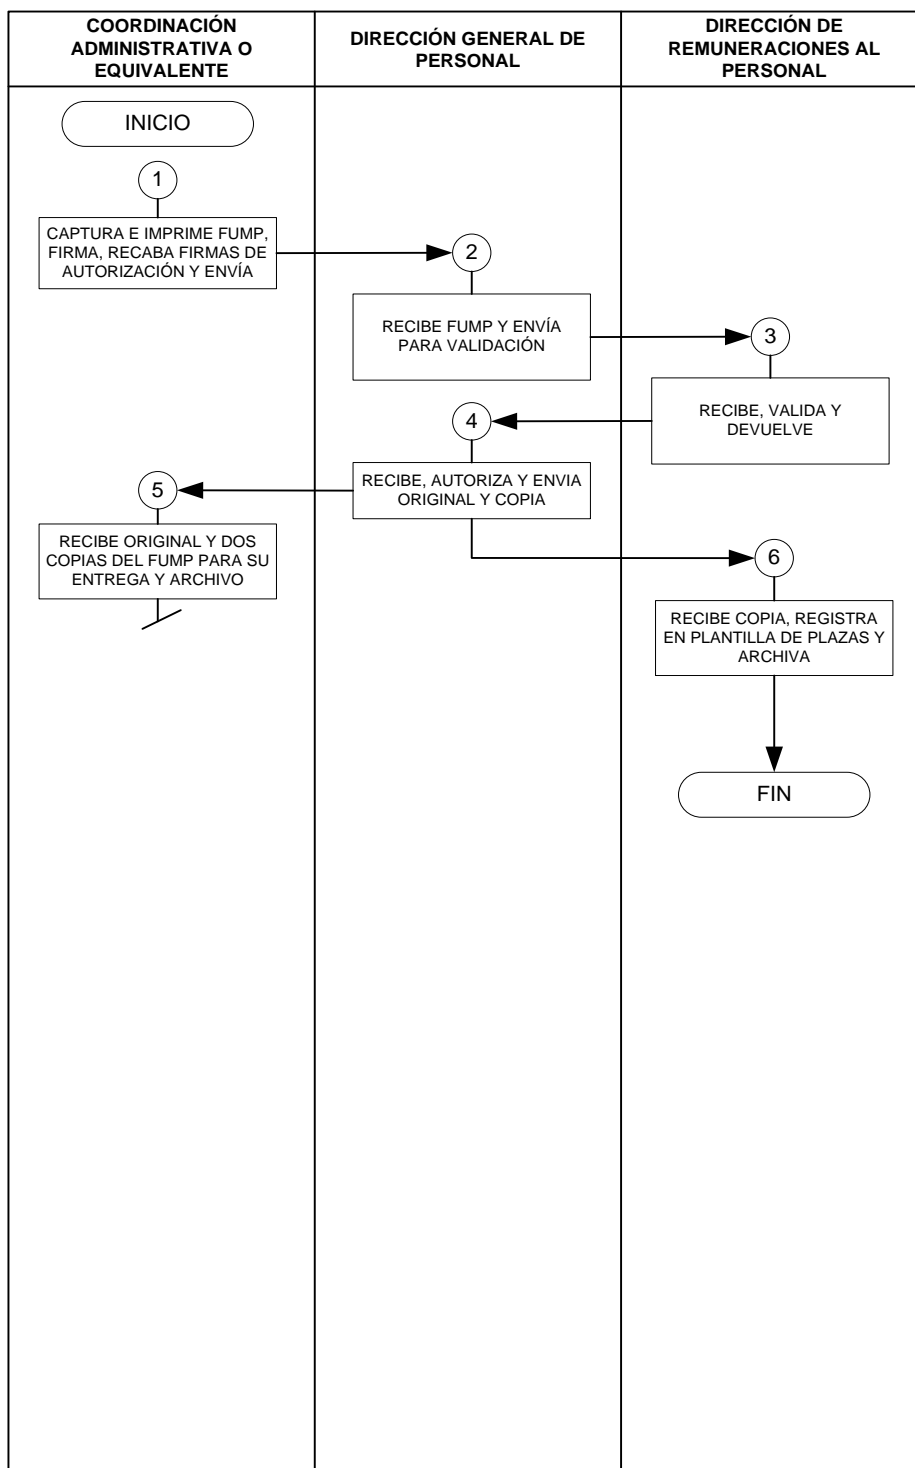 COORDINACIÓN
ADMINISTRATIVA O
EQUIVALENTE
DIRECCIÓN GENERAL DE
PERSONAL
DIRECCIÓN DE
REMUNERACIONES AL
PERSONAL
INICIO
1
CAPTURA E IMPRIME FUMP,
FIRMA, RECABA FIRMAS DE
AUTORIZACIÓN Y ENVÍA
2
RECIBE FUMP Y ENVÍA
PARA VALIDACIÓN
3
RECIBE, VALIDA Y
DEVUELVE
4
RECIBE, AUTORIZA Y ENVIA
ORIGINAL Y COPIA
5
RECIBE ORIGINAL Y DOS
COPIAS DEL FUMP PARA SU
ENTREGA Y ARCHIVO
6
RECIBE COPIA, REGISTRA
EN PLANTILLA DE PLAZAS Y
ARCHIVA
FIN